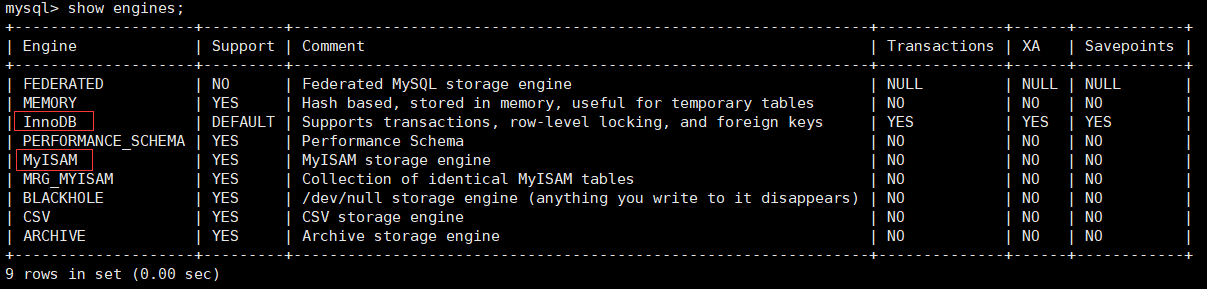 mysql> show engines;
+--------------------+---------+----------------------------------------------------------------+--------------+------+------------+
| Engine             | Support | Comment                                                        | Transactions | XA   | Savepoints |
+--------------------+---------+----------------------------------------------------------------+--------------+------+------------+
| FEDERATED          | NO      | Federated MySQL storage engine                                 | NULL         | NULL | NULL       |
| MEMORY             | YES     | Hash based, stored in memory, useful for temporary tables      | NO           | NO   | NO         |
| InnoDB             | DEFAULT | Supports transactions, row-level locking, and foreign keys     | YES          | YES  | YES        |
| PERFORMANCE_SCHEMA | YES     | Performance Schema                                             | NO           | NO   | NO         |
| MyISAM             | YES     | MyISAM storage engine                                          | NO           | NO   | NO         |
| MRG_MYISAM         | YES     | Collection of identical MyISAM tables                          | NO           | NO   | NO         |
| BLACKHOLE          | YES     | /dev/null storage engine (anything you write to it disappears) | NO           | NO   | NO         |
| CSV                | YES     | CSV storage engine                                             | NO           | NO   | NO         |
| ARCHIVE            | YES     | Archive storage engine                                         | NO           | NO   | NO         |
+--------------------+---------+----------------------------------------------------------------+--------------+------+------------+
9 rows in set (0.00 sec)